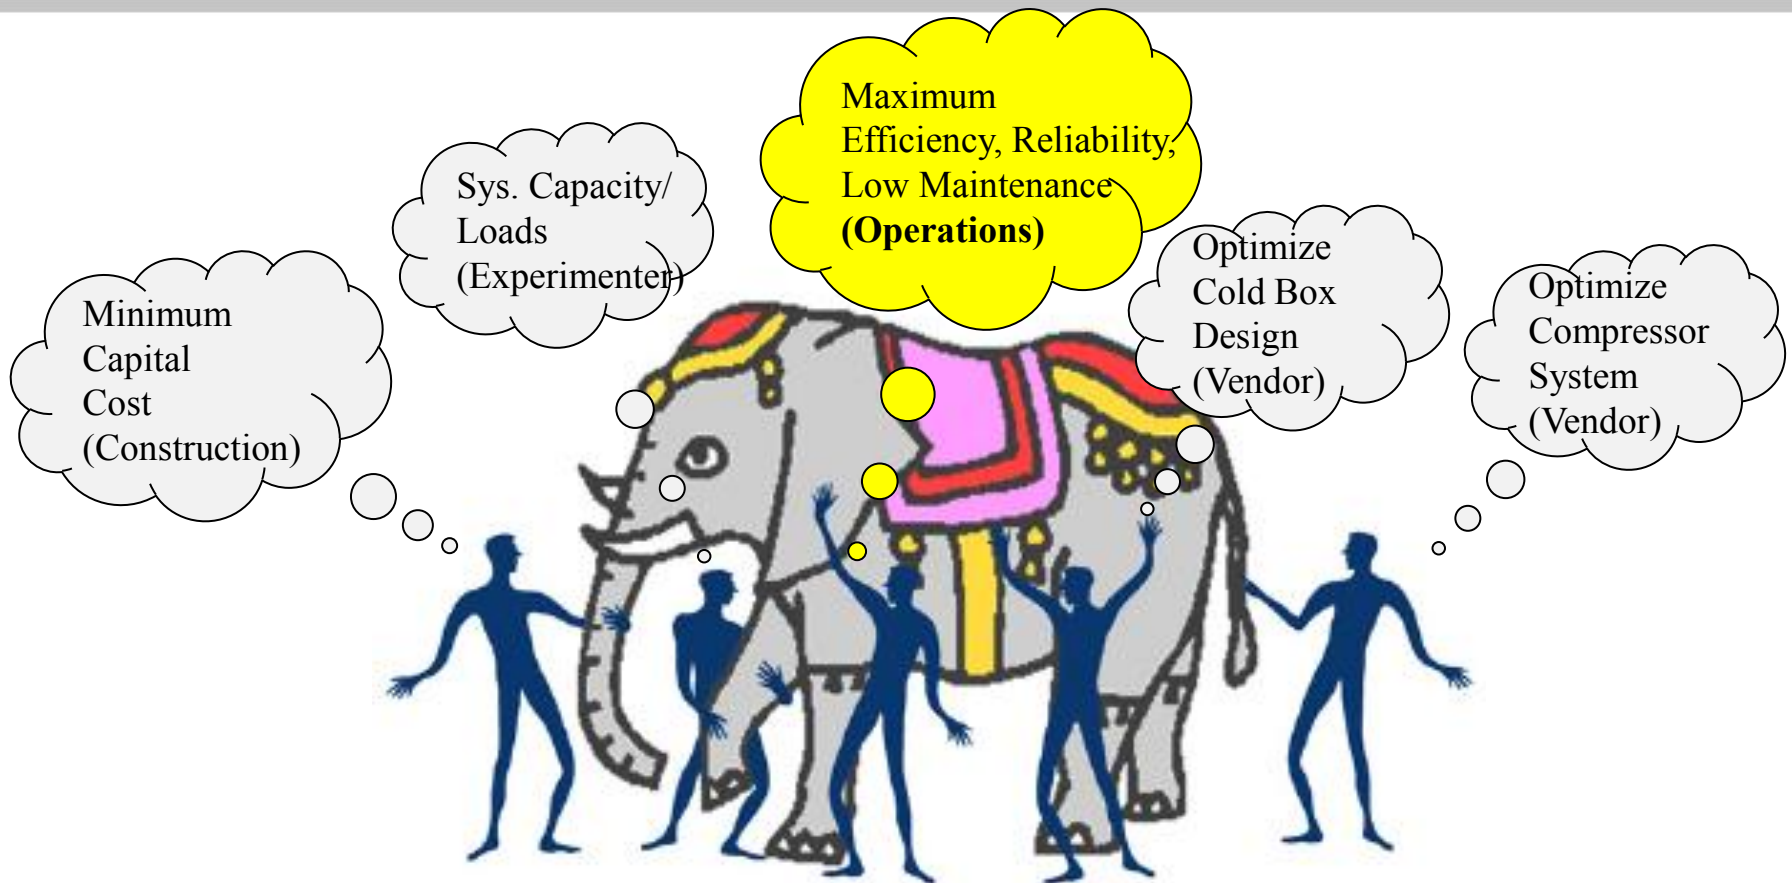 Minimum
Capital
Cost
(Construction)
Sys. Capacity/
Loads
(Experimenter)
Maximum
Efficiency, Reliability,
Low Maintenance
(Operations)
Optimize
Cold Box
Design
(Vendor)
Optimize
Compressor
System
(Vendor)